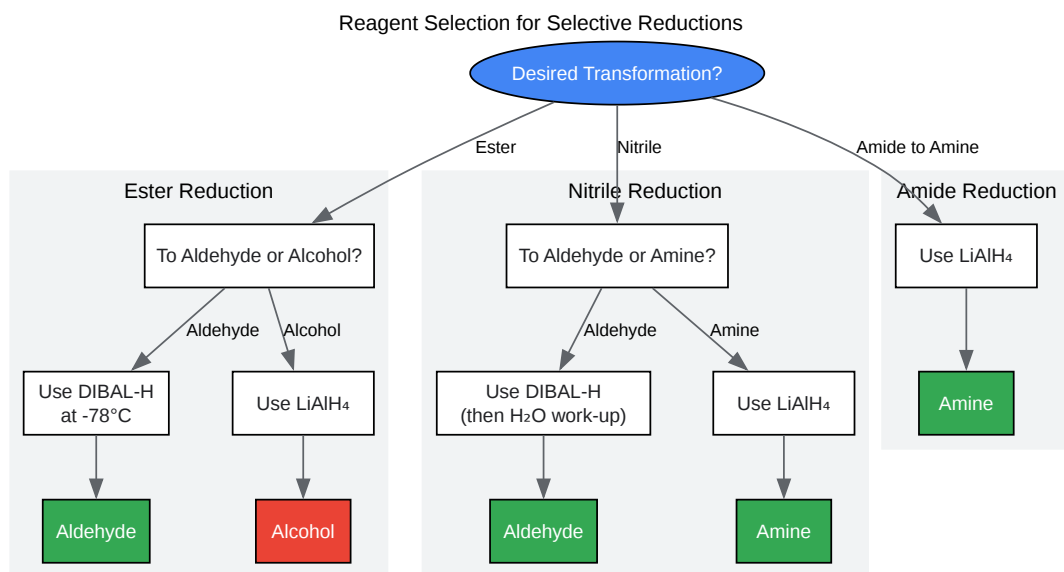 Reagent Selection for Selective Reductions
Desired Transformation?
Ester
Nitrile
Amide to Amine
Ester Reduction
Nitrile Reduction
Amide Reduction
To Aldehyde or Alcohol?
To Aldehyde or Amine?
Use LiAlH₄
Aldehyde
Alcohol
Aldehyde
Amine
Use DIBAL-H
at -78°C
Use LiAlH₄
Use DIBAL-H
(then H₂O work-up)
Use LiAlH₄
Amine
Aldehyde
Alcohol
Aldehyde
Amine